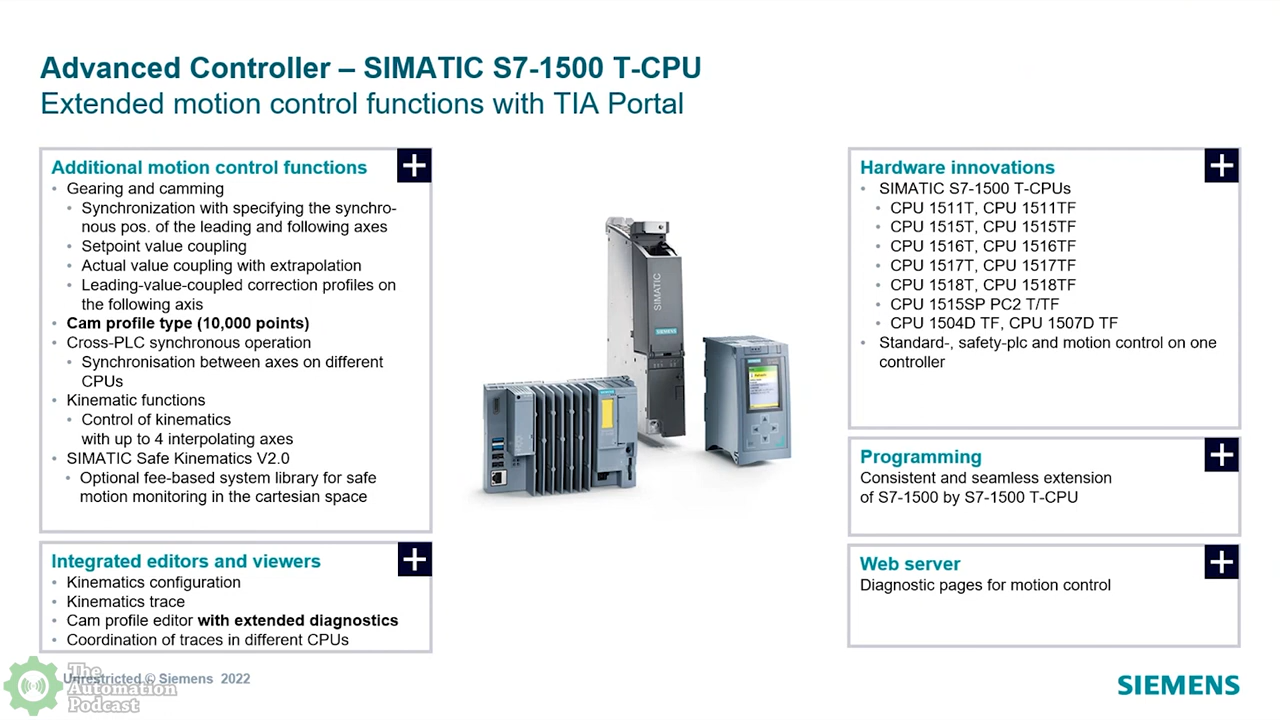 Advanced Controller – SIMATIC S7-1500 T-CPU
Extended motion control functions with TIA Portal
Additional motion control functions
• Gearing and camming
• Synchronization with specifying the synchro-
nous pos. of the leading and following axes
• Setpoint value coupling
• Actual value coupling with extrapolation
• Leading-value-coupled correction profiles on
the following axis
• Cam profile type (10,000 points)
• Cross-PLC synchronous operation
• Synchronisation between axes on different
CPUs
• Kinematic functions
• Control of kinematics
with up to 4 interpolating axes
• SIMATIC Safe Kinematics V2.0
• Optional fee-based system library for safe
motion monitoring in the cartesian space
Integrated editors and viewers
• Kinematics configuration
• Kinematics trace
• Cam profile editor with extended diagnostics
• Coordination of traces in different CPUs
SIMATIC
SIEMENS
Hardware innovations
• SIMATIC S7-1500 T-CPUs
• CPU 1511T, CPU 1511TF
• CPU 1515T, CPU 1515TF
• CPU 1516T, CPU 1516TF
• CPU 1517T, CPU 1517TF
• CPU 1518T, CPU 1518TF
• CPU 1515SP PC2 T/TF
• CPU 1504D TF, CPU 1507D TF
• Standard-, safety-plc and motion control on one
controller
Programming
Consistent and seamless extension
of S7-1500 by S7-1500 T-CPU
Web server
Diagnostic pages for motion control
Unrestricted © Siemens 2022
The
Automation
Podcast
SIEMENS